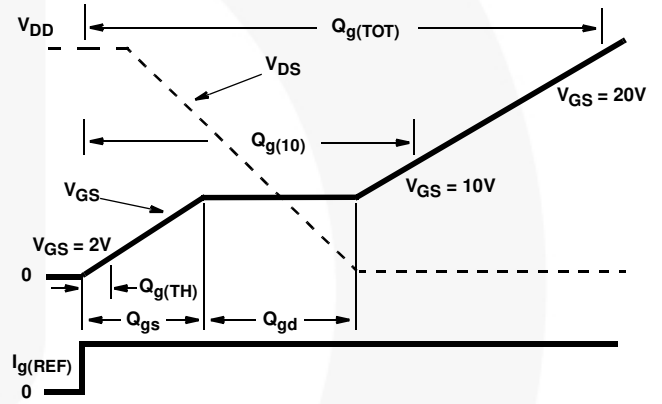 V_DD
Q_g(TOT)
V_DS
V_GS = 20V
Q_g(10)
V_GS
V_GS = 10V
V_GS = 2V
0
Q_g(TH)
Q_gs
Q_gd
I_g(REF)
0